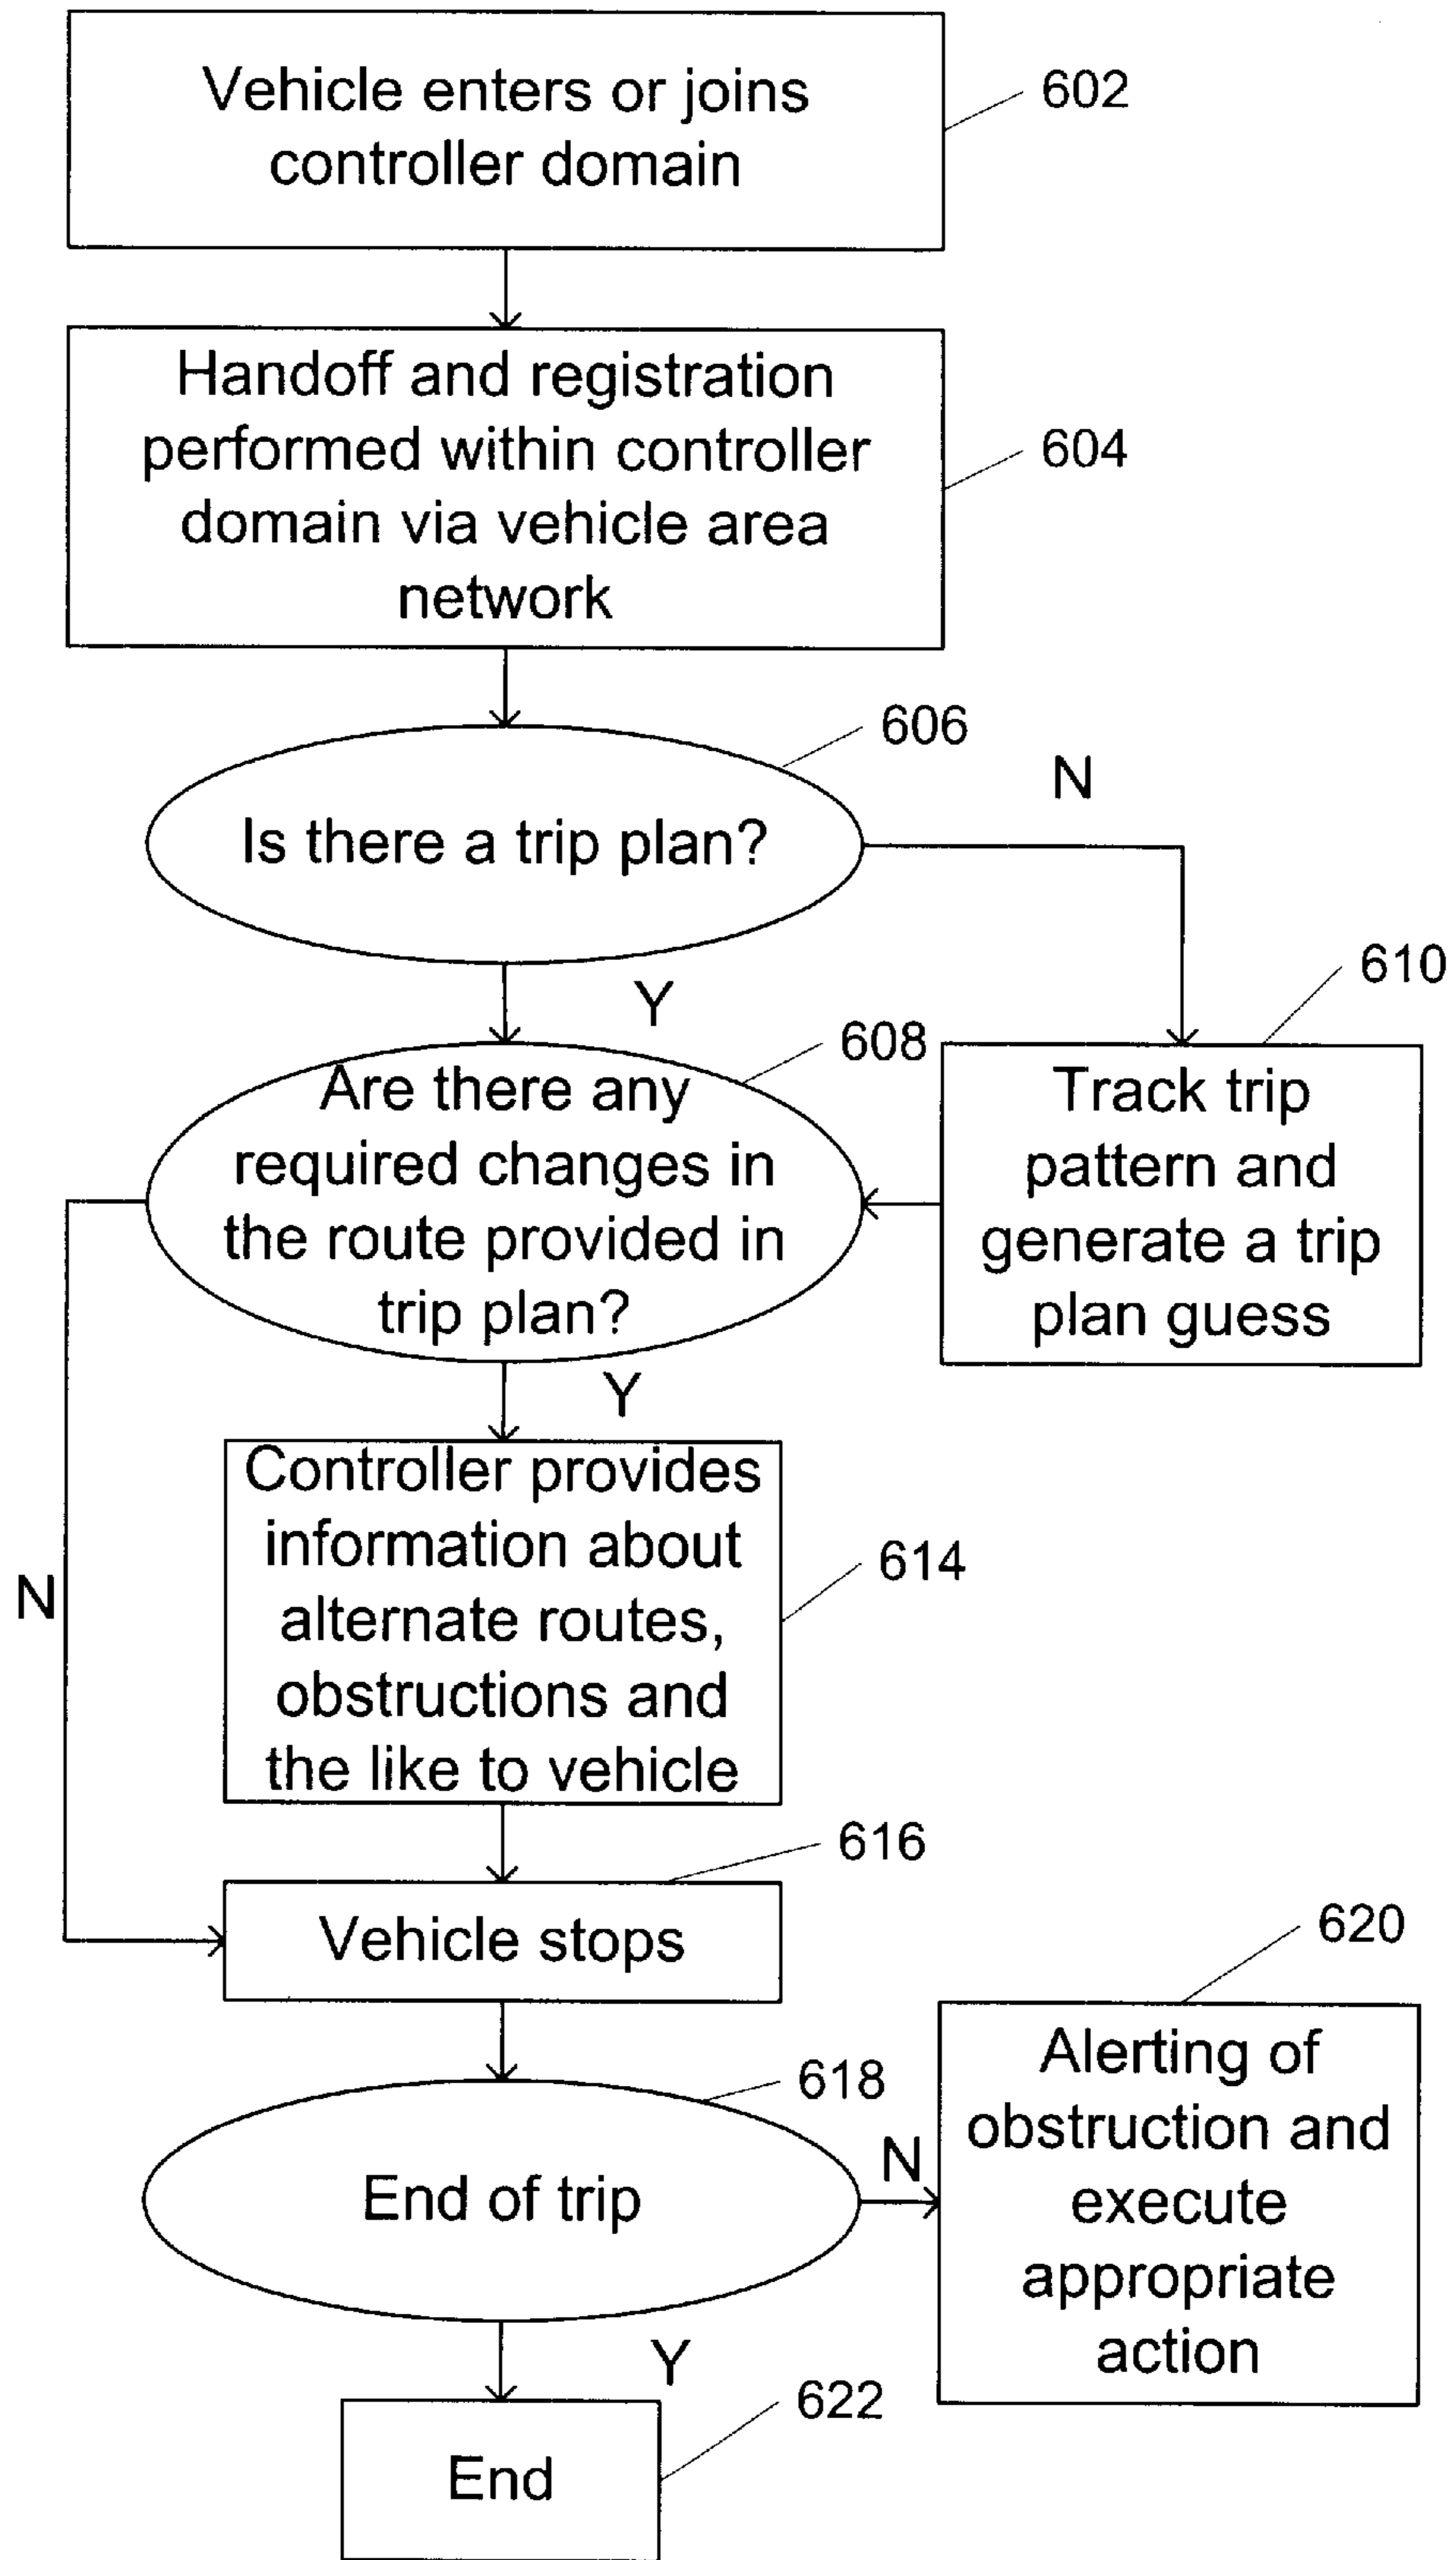 Vehicle enters or joins
controller domain
602
Handoff and registration
performed within controller
domain via vehicle area
network
604
606
N
Is there a trip plan?
Y
608
610
Are there any
required changes in
the route provided in
trip plan?
Track trip
pattern and
generate a trip
plan guess
Y
Controller provides
information about
alternate routes,
obstructions and
the like to vehicle
614
N
616
Vehicle stops
620
618
End of trip
N
Alerting of
obstruction and
execute
appropriate
action
Y
622
End